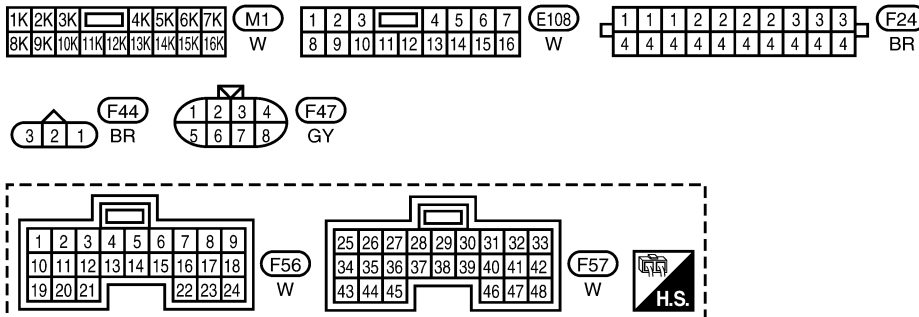 1K 2K 3K 4K 5K 6K 7K M1
8K 9K 10K 11K 12K 13K 14K 15K 16K W
1 2 3 4 5 6 7 E108
8 9 10 11 12 13 14 15 16 W
1 1 1 2 2 2 2 3 3 3 F24
4 4 4 4 4 4 4 4 4 4 BR
3 2 1 F44
BR
1 2 3 4 F47
5 6 7 8 GY
1 2 3 4 5 6 7 8 9
10 11 12 13 14 15 16 17 18 F56
19 20 21 22 23 24 W
25 26 27 28 29 30 31 32 33
34 35 36 37 38 39 40 41 42 F57
43 44 45 46 47 48 W
H.S.